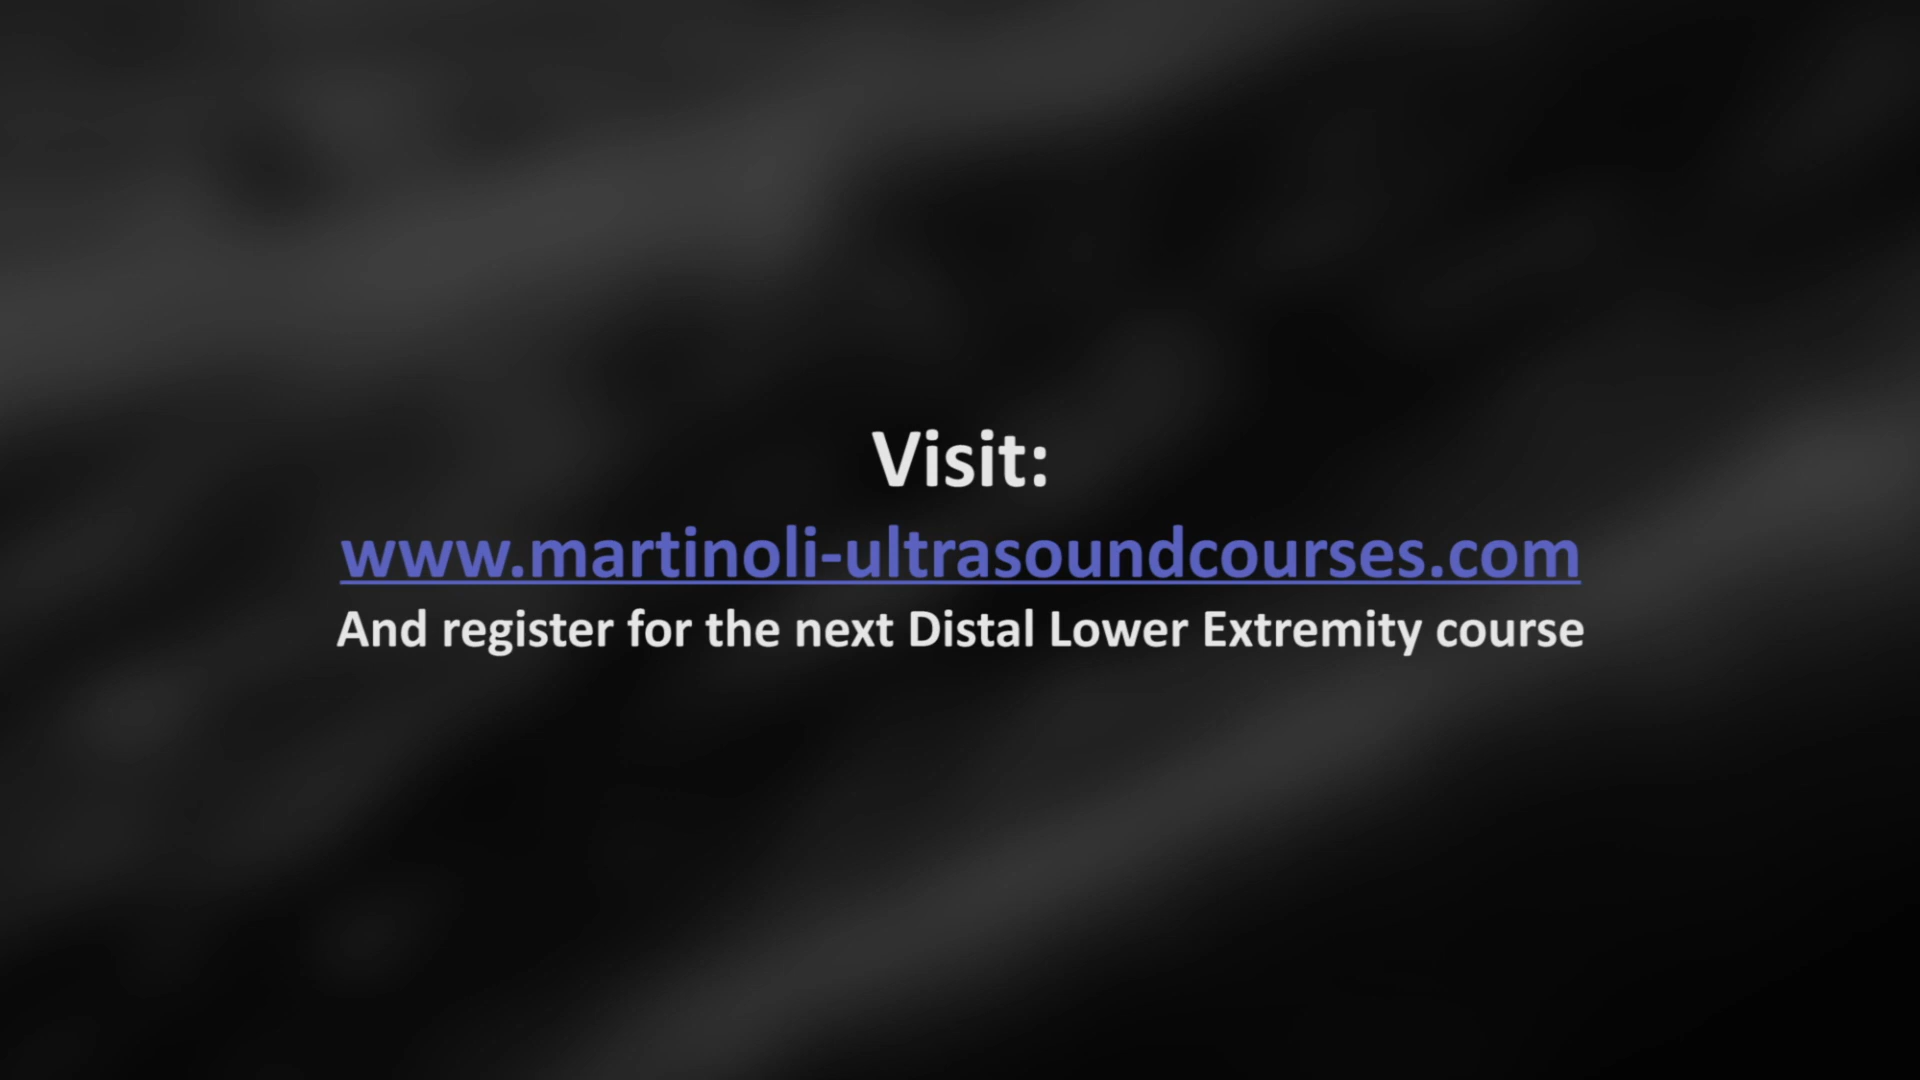 Visit:
www.martinoli-ultrasoundcourses.com
And register for the next Distal Lower Extremity course